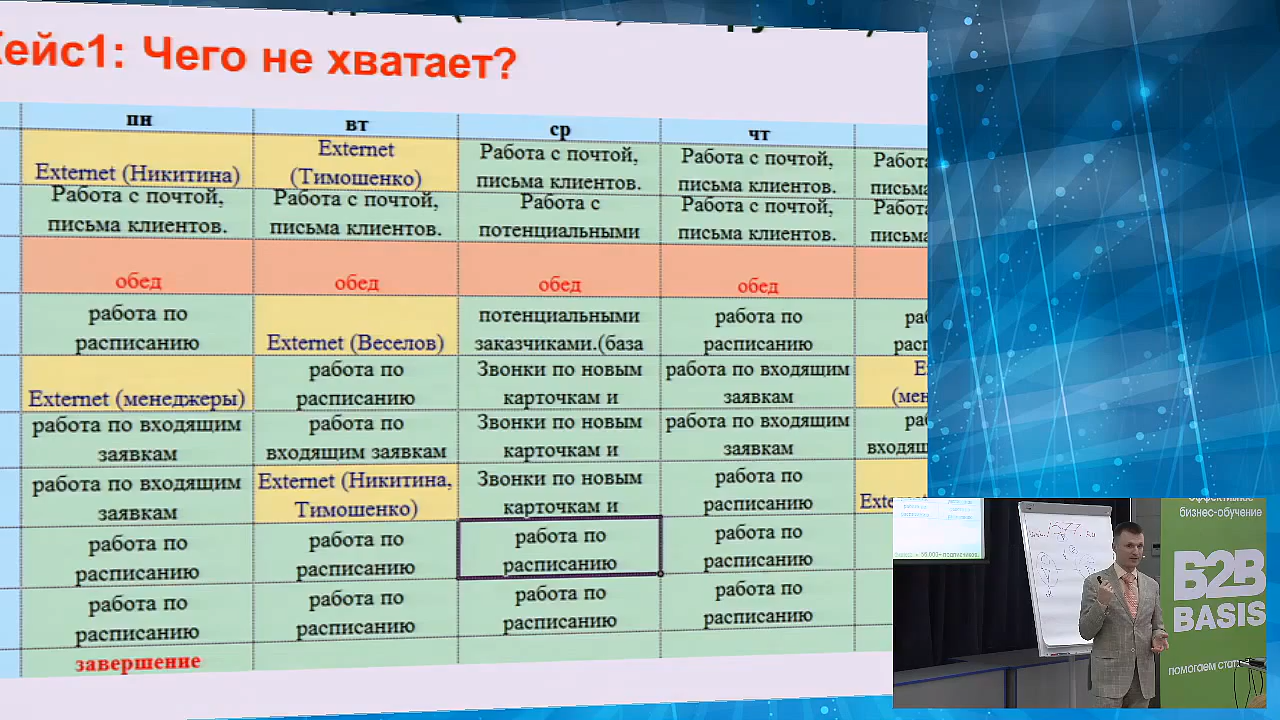 Кейс1: Чего не хватает?
пн вт ср чт
Externet (Никитина)
Externet
(Тимошенко)
Работа с почтой,
письма клиентов.
Работа с почтой,
письма клиентов.
Работа с почтой,
письма клиентов.
Работа с почтой,
письма клиентов.
Работа с
потенциальными
Работа с почтой,
письма клиентов.
обед обед обед обед
работа по
расписанию
Externet (Веселов)
потенциальными
заказчиками.(база
работа по
расписанию
Externet (менеджеры)
работа по
расписанию
Звонки по новым
карточкам и
работа по входящим
заявкам
работа по входящим
заявкам
работа по
входящим заявкам
Звонки по новым
карточкам и
работа по входящим
заявкам
работа по входящим
заявкам
Externet (Никитина,
Тимошенко)
Звонки по новым
карточкам и
работа по
расписанию
работа по
расписанию
работа по
расписанию
работа по
расписанию
работа по
расписанию
работа по
расписанию
работа по
расписанию
работа по
расписанию
работа по
расписанию
завершение
эффективное
бизнес-обучение
B2B
BASIS
помогаем стать